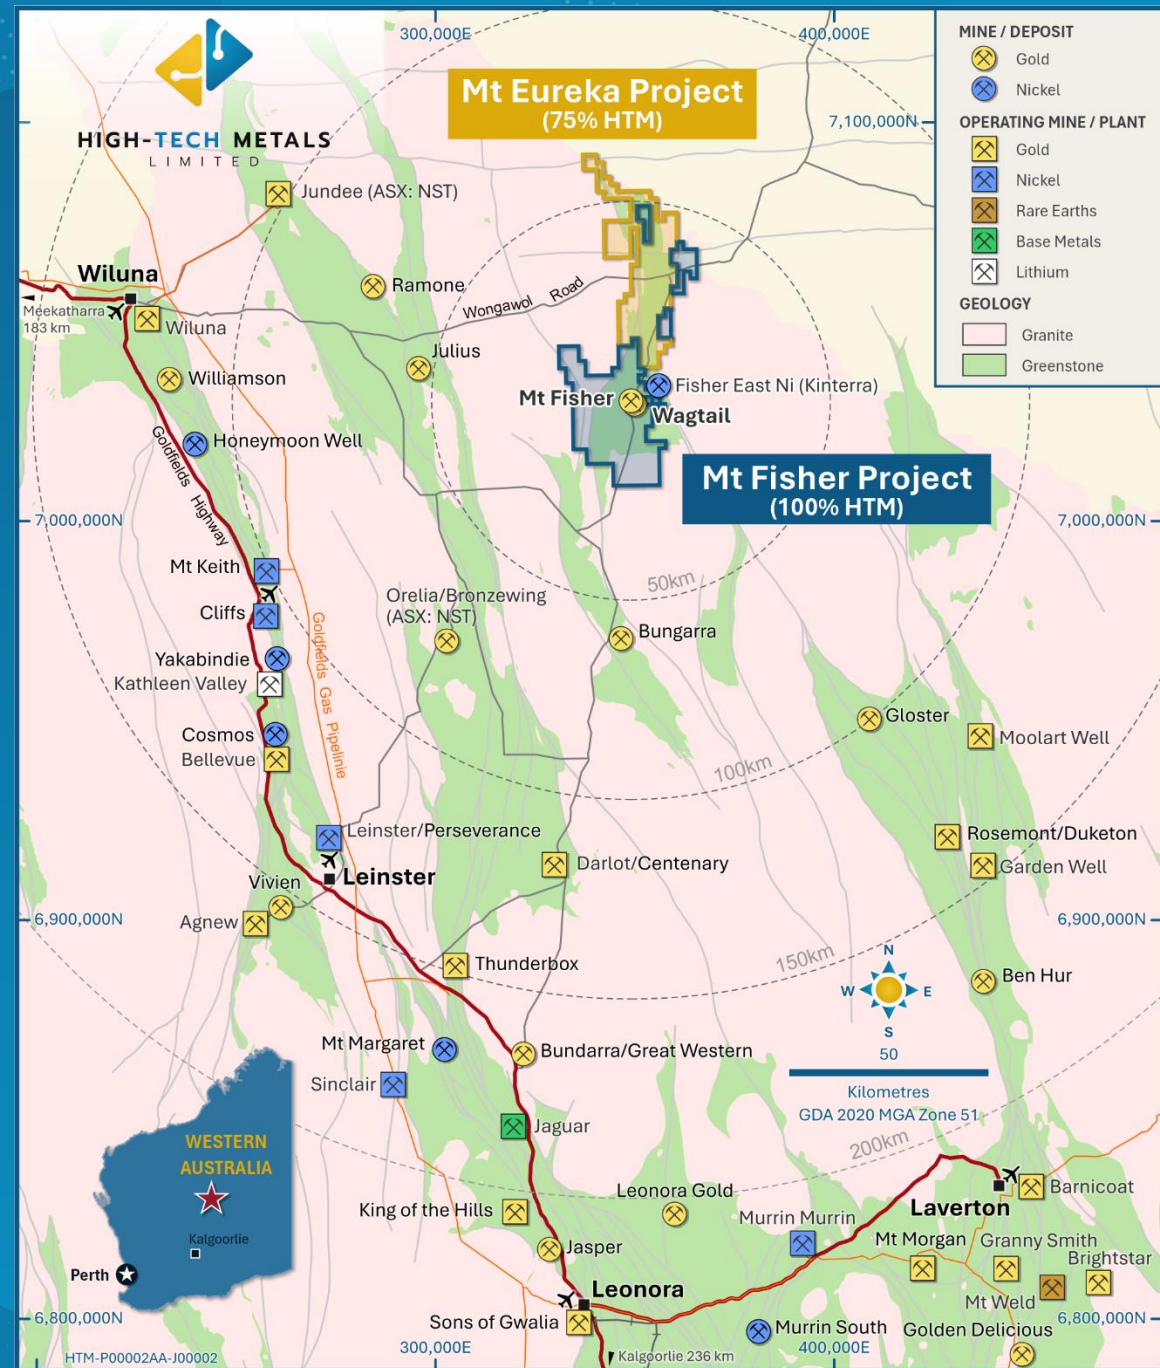 HIGH-TECH METALS
LIMITED
300,000E
400,000E
7,100,000N
Mt Eureka Project
(75% HTM)
MINE / DEPOSIT
Gold
Nickel
OPERATING MINE / PLANT
Gold
Nickel
Rare Earths
Base Metals
Lithium
GEOLOGY
Granite
Greenstone
Jundee (ASX: NST)
Wiluna
Meekatharra
183 km
Wiluna
Ramone
Wongawol Road
Julius
Williamson
Fisher East Ni (Kinterra)
Mt Fisher
Wagtail
Honeymoon Well
Goldfields Highway
Mt Fisher Project
(100% HTM)
7,000,000N
7,000,000N
Mt Keith
50km
Orelia/Bronzewing
(ASX: NST)
Cliffs
Goldfields Gas Pipelinie
Bungarra
Yakabindie
Kathleen Valley
Gloster
Cosmos
Moolart Well
Bellevue
100km
Leinster/Perseverance
Rosemont/Duketon
Darlot/Centenary
Garden Well
Leinster
Vivien
Agnew
6,900,000N
6,900,000N
Thunderbox
150km
N
W
E
S
Ben Hur
50
Kilometres
GDA 2020 MGA Zone 51
Mt Margaret
Bundarra/Great Western
Sinclair
Jaguar
200km
WESTERN
AUSTRALIA
Kalgoorlie
Perth
King of the Hills
Leonora Gold
Laverton
Barnicoat
Murrin Murrin
Jasper
Mt Morgan
Granny Smith
Brightstar
Leonora
Mt Weld
Sons of Gwalia
6,800,000N
6,800,000N
Murrin South
Golden Delicious
300,000E
400,000E
Kalgoorlie 236 km
HTM-P00002AA-J00002